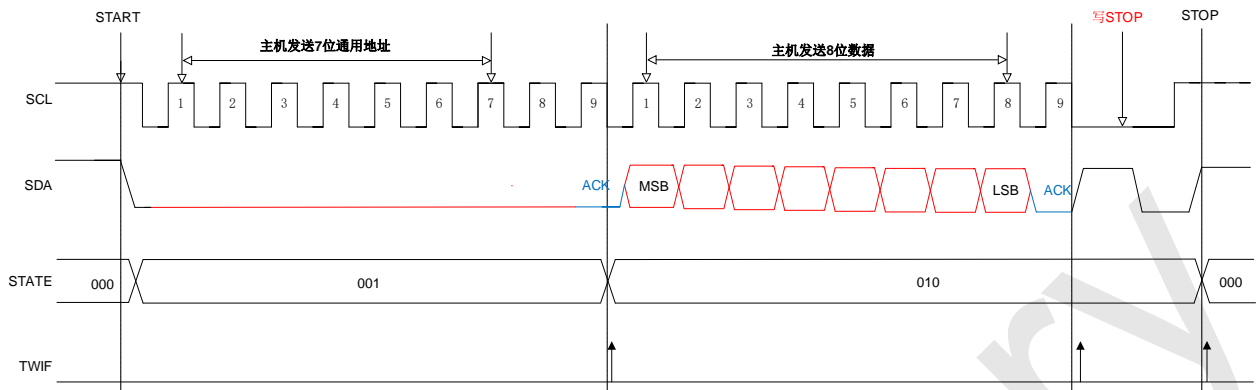 START
写STOP
STOP
主机发送7位通用地址
主机发送8位数据
SCL
1 2 3 4 5 6 7 8 9 1 2 3 4 5 6 7 8 9
SDA
ACK
MSB
LSB
ACK
STATE
000
001
010
000
TWIF
ry